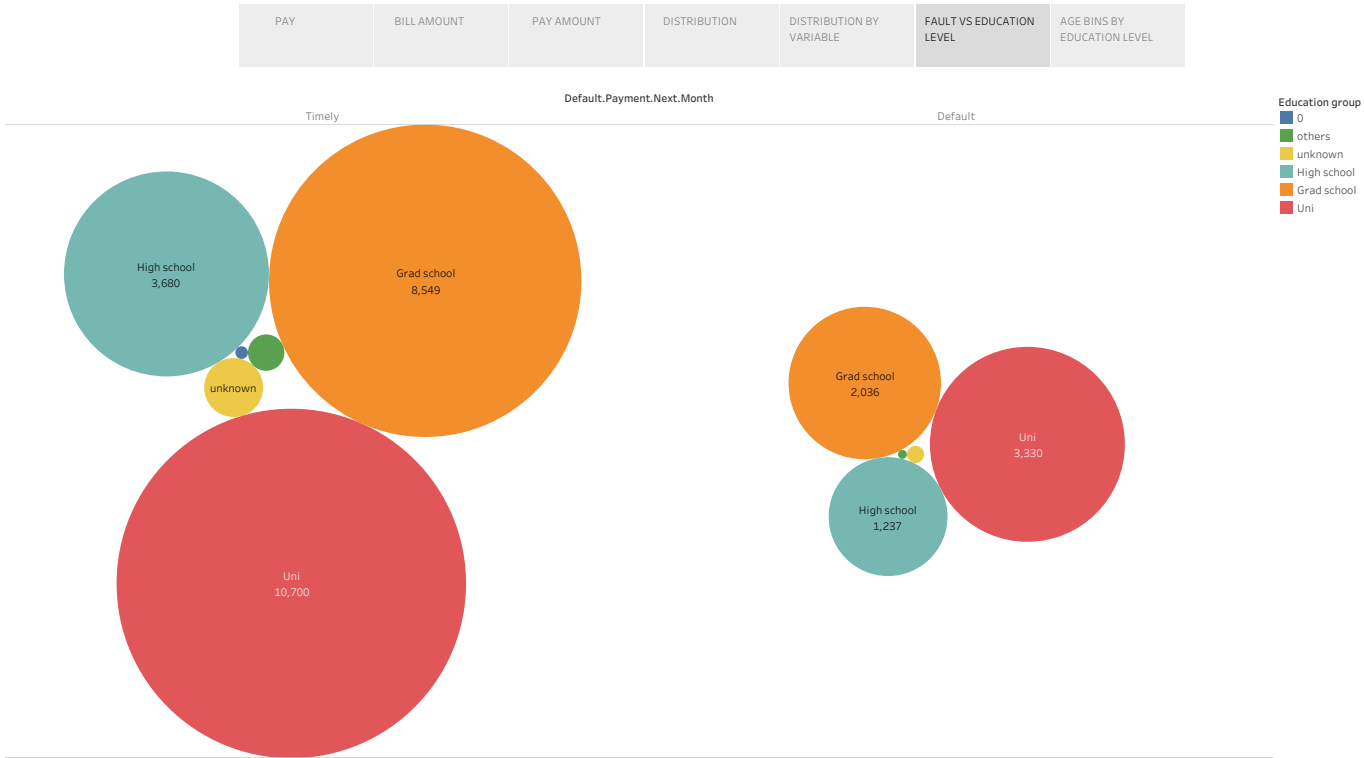 PAY
BILL AMOUNT
PAY AMOUNT
DISTRIBUTION
DISTRIBUTION BY
VARIABLE
FAULT VS EDUCATION
LEVEL
AGE BINS BY
EDUCATION LEVEL
Default.Payment.Next.Month
Timely
Default
High school
3,680
Grad school
8,549
unknown
Uni
10,700
Grad school
2,036
Uni
3,330
High school
1,237
Education group
0
others
unknown
High school
Grad school
Uni